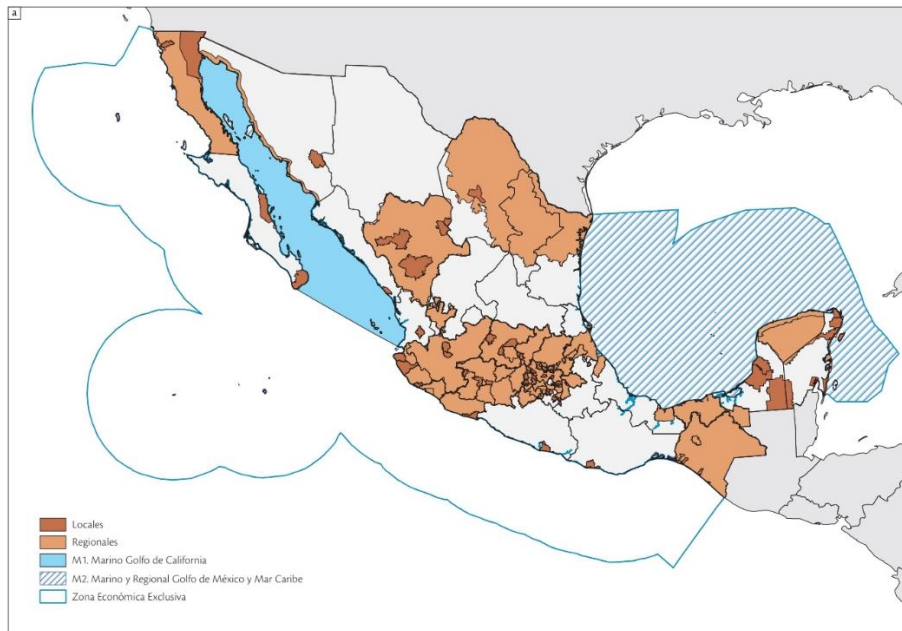 a
Locales
Regionales
M1. Marino Golfo de California
M2. Marino y Regional Golfo de México y Mar Caribe
Zona Económica Exclusiva